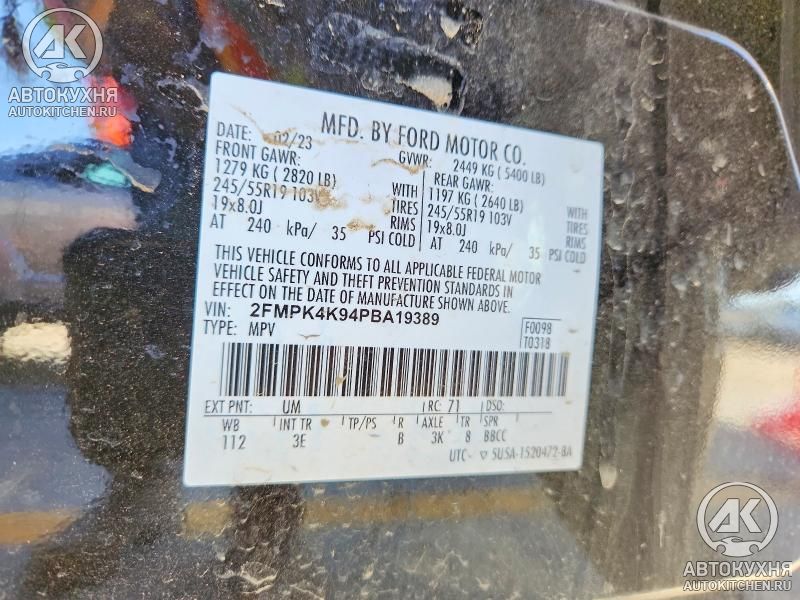 АК
АВТОКУХНЯ
AUTOKITCHEN.RU
MFD. BY FORD MOTOR CO.
DATE: 02/23 GVWR: 2449 KG ( 5400 LB)
FRONT GAWR: REAR GAWR:
1279 KG ( 2820 LB) WITH 1197 KG ( 2640 LB) WITH
245/55R19 103V TIRES 245/55R19 103V TIRES
19x8.0J RIMS 19x8.0J RIMS
AT 240 kPa/ 35 PSI COLD AT 240 kPa/ 35 PSI COLD
THIS VEHICLE CONFORMS TO ALL APPLICABLE FEDERAL MOTOR
VEHICLE SAFETY AND THEFT PREVENTION STANDARDS IN
EFFECT ON THE DATE OF MANUFACTURE SHOWN ABOVE.
VIN: 2FMPK4K94PBA19389 F0098
TYPE: MPV T0318
EXT PNT: UM RC: 71 DSO:
WB INT TR TP/PS R AXLE TR SPR
112 3E B 3K 8 BBCC
UTC- ▽ 5U5A-1520472-BA
АК
АВТОКУХНЯ
AUTOKITCHEN.RU